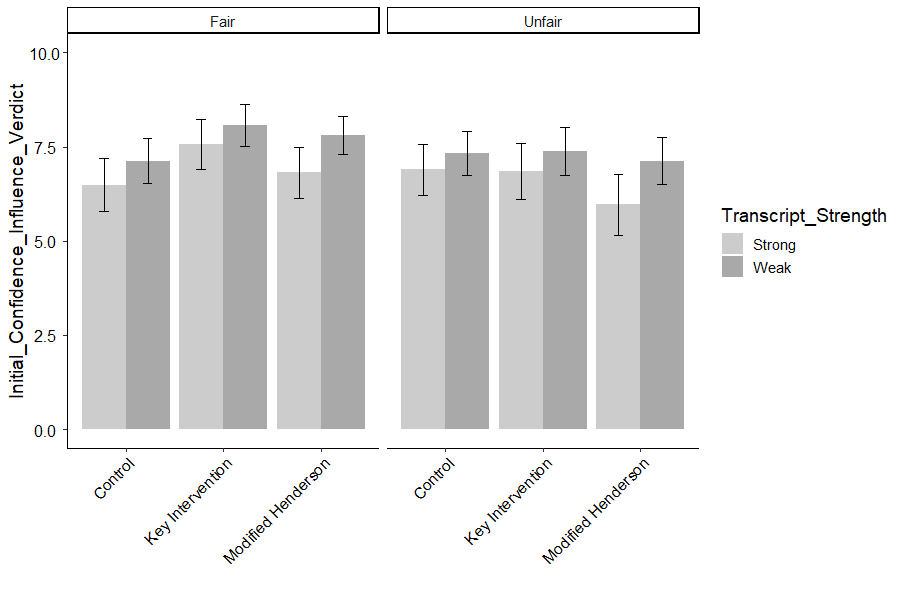 Fair
Unfair
Initial_Confidence_Influence_Verdict
10.0
7.5
5.0
2.5
0.0
Control
Key Intervention
Modified Henderson
Control
Key Intervention
Modified Henderson
Transcript_Strength
Strong
Weak